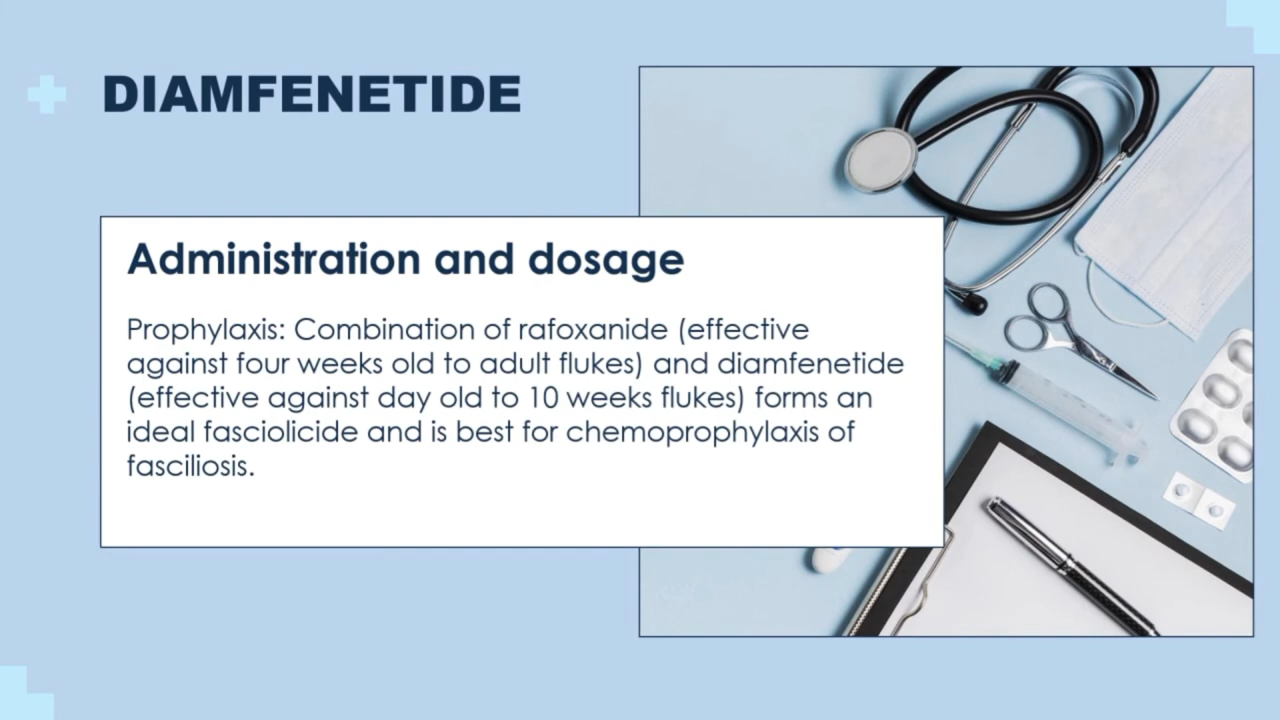 DIAMFENETIDE
Administration and dosage
Prophylaxis: Combination of rafoxanide (effective
against four weeks old to adult flukes) and diamfenetide
(effective against day old to 10 weeks flukes) forms an
ideal fasciolicide and is best for chemoprophylaxis of
fasciliosis.